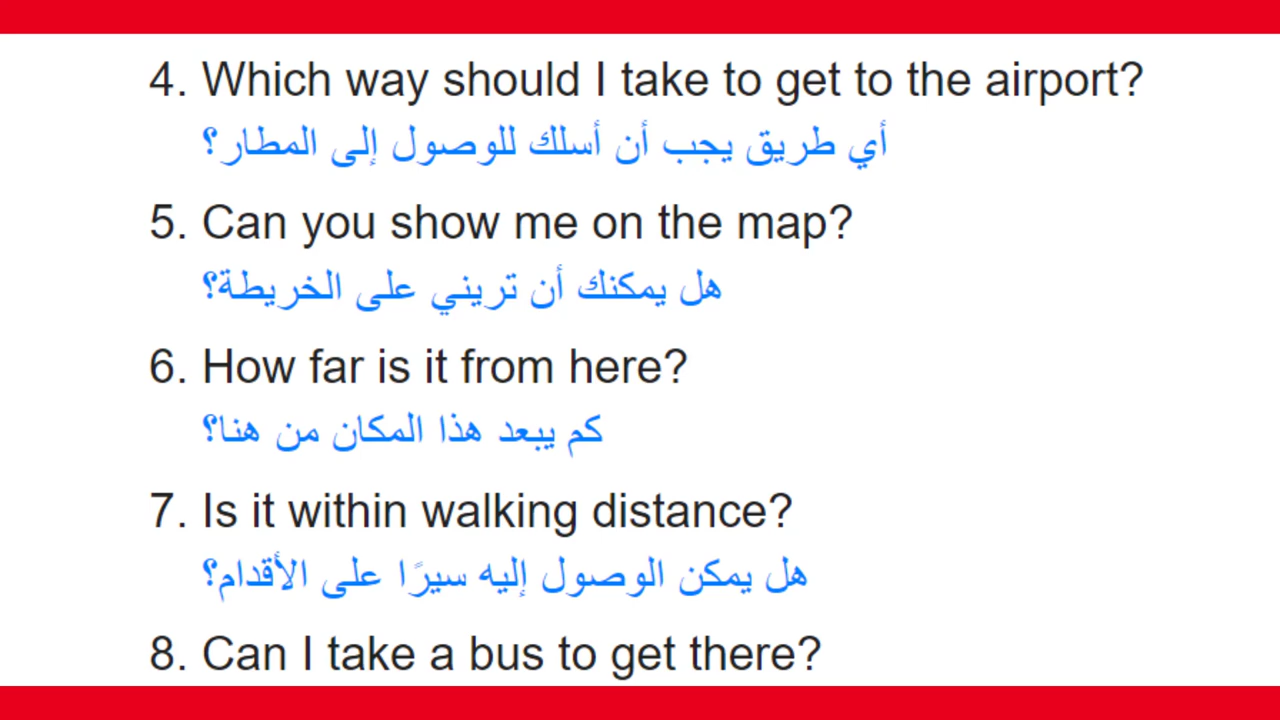 4. Which way should I take to get to the airport?
أي طريق يجب أن أسلك للوصول إلى المطار؟
5. Can you show me on the map?
هل يمكنك أن تريني على الخريطة؟
6. How far is it from here?
كم يبعد هذا المكان من هنا؟
7. Is it within walking distance?
هل يمكن الوصول إليه سيرًا على الأقدام؟
8. Can I take a bus to get there?